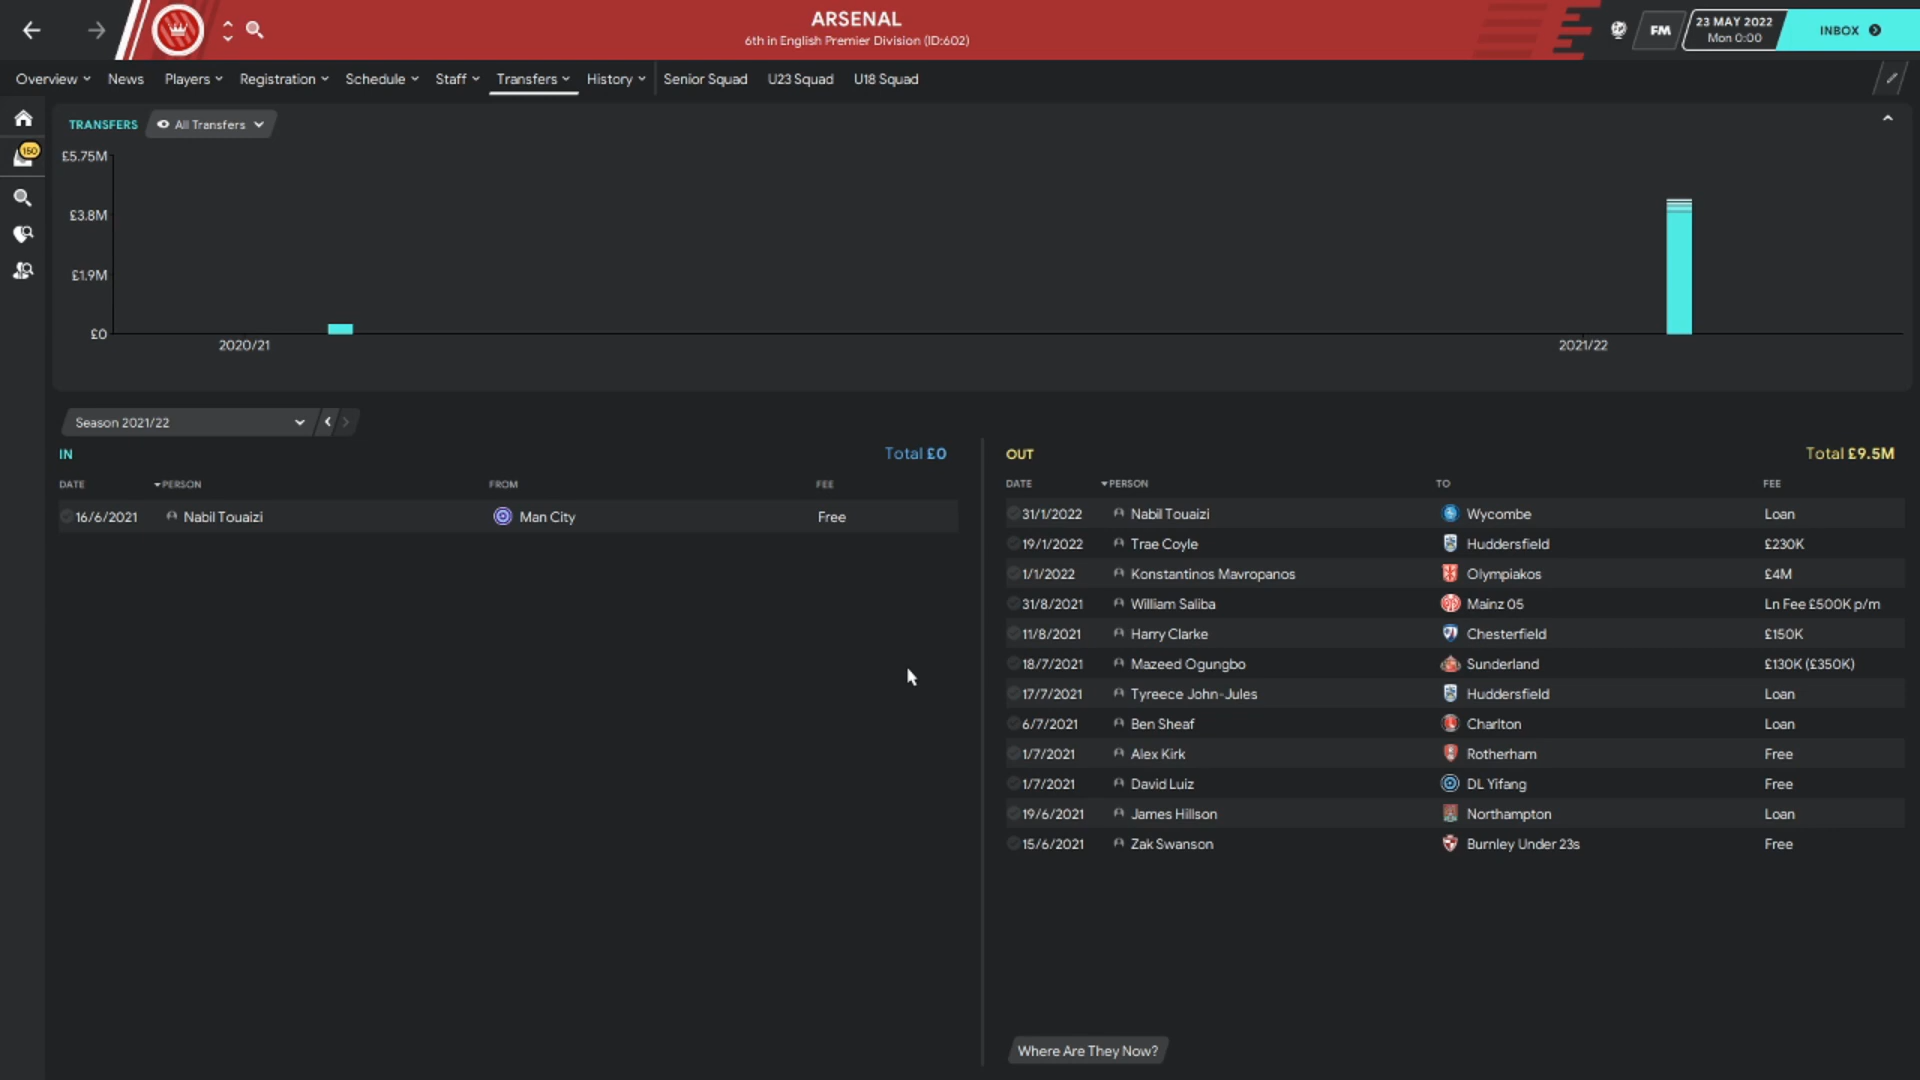 ARSENAL
6th in English Premier Division (ID:602)
FM
23 MAY 2022
Mon 0:00
INBOX
Overview News Players Registration Schedule Staff Transfers History Senior Squad U23 Squad U18 Squad
150
TRANSFERS All Transfers
£5.75M
£3.8M
£1.9M
£0
2020/21 2021/22
Season 2021/22
IN Total £0
DATE PERSON FROM FEE
16/6/2021 Nabil Touaizi Man City Free
OUT Total £9.5M
DATE PERSON TO FEE
31/1/2022 Nabil Touaizi Wycombe Loan
19/1/2022 Trae Coyle Huddersfield £230K
1/1/2022 Konstantinos Mavropanos Olympiakos £4M
31/8/2021 William Saliba Mainz 05 Ln Fee £500K p/m
11/8/2021 Harry Clarke Chesterfield £150K
18/7/2021 Mazeed Ogungbo Sunderland £130K (£350K)
17/7/2021 Tyreece John-Jules Huddersfield Loan
6/7/2021 Ben Sheaf Charlton Loan
1/7/2021 Alex Kirk Rotherham Free
1/7/2021 David Luiz DL Yifang Free
19/6/2021 James Hillson Northampton Loan
15/6/2021 Zak Swanson Burnley Under 23s Free
Where Are They Now?